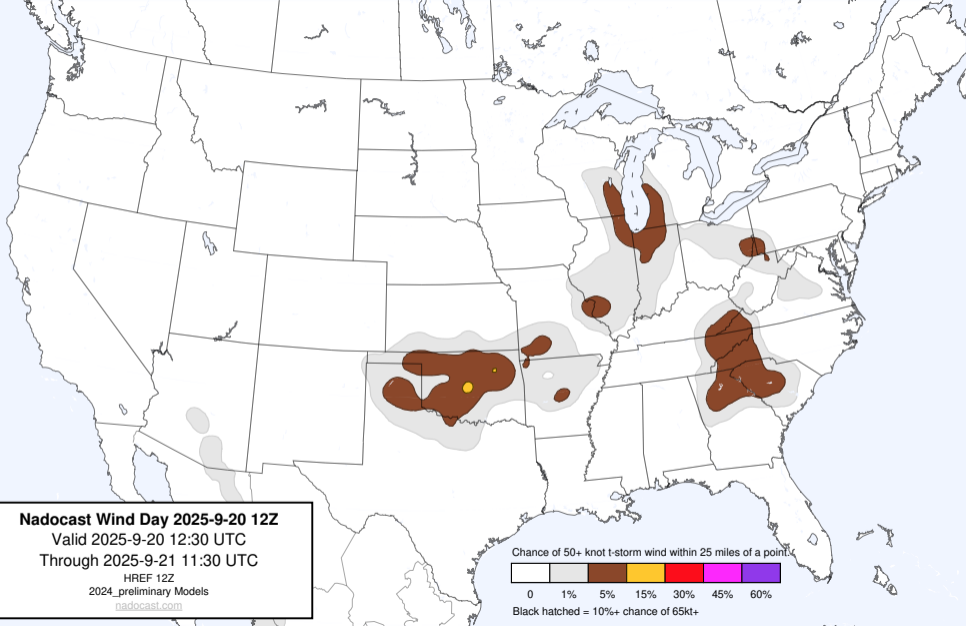 Nadocast Wind Day 2025-9-20 12Z
Valid 2025-9-20 12:30 UTC
Through 2025-9-21 11:30 UTC
HREF 12Z
2024_preliminary Models
nadocast.com
Chance of 50+ knot t-storm wind within 25 miles of a point.
0 1% 5% 15% 30% 45% 60%
Black hatched = 10%+ chance of 65kt+